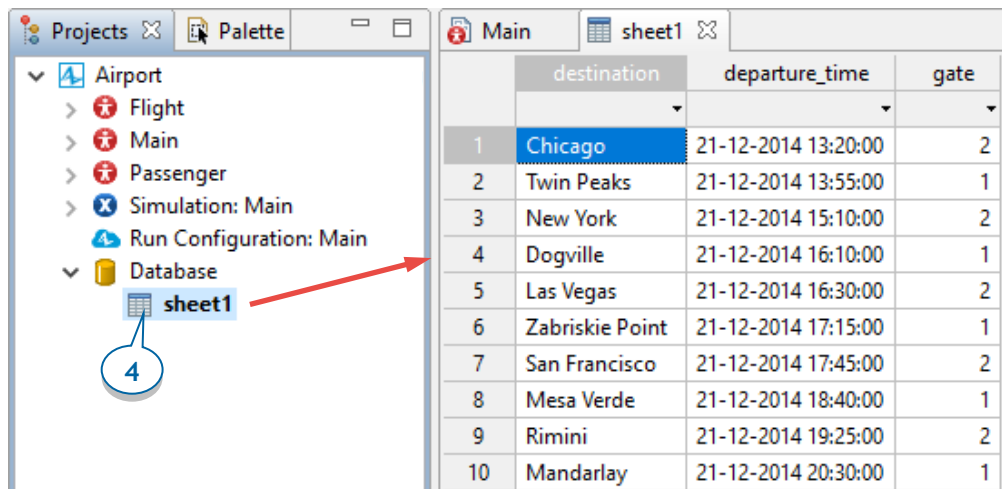 Projects Palette
Airport
Flight
Main
Passenger
Simulation: Main
Run Configuration: Main
Database
sheet1
4
Main sheet1
destination departure_time gate
1 Chicago 21-12-2014 13:20:00 2
2 Twin Peaks 21-12-2014 13:55:00 1
3 New York 21-12-2014 15:10:00 2
4 Dogville 21-12-2014 16:10:00 1
5 Las Vegas 21-12-2014 16:30:00 2
6 Zabriskie Point 21-12-2014 17:15:00 1
7 San Francisco 21-12-2014 17:45:00 2
8 Mesa Verde 21-12-2014 18:40:00 1
9 Rimini 21-12-2014 19:25:00 2
10 Mandarlay 21-12-2014 20:30:00 1